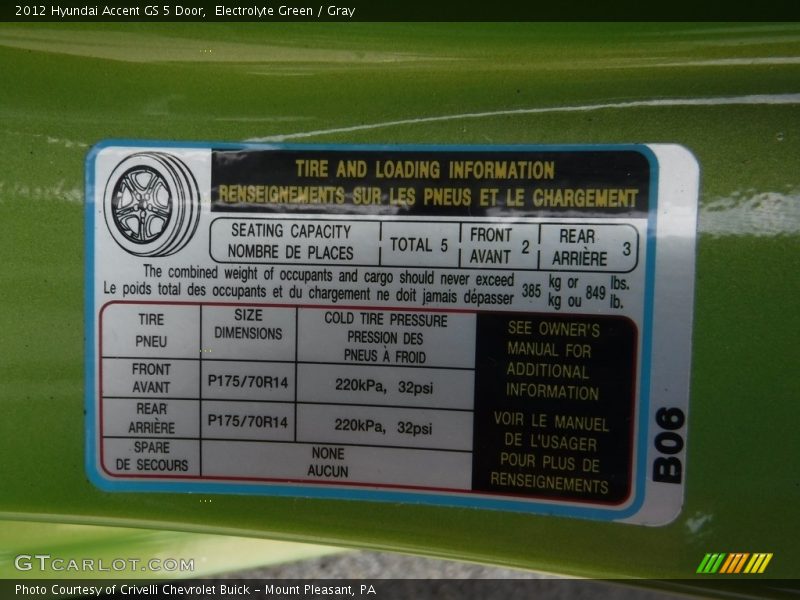 2012 Hyundai Accent GS 5 Door, Electrolyte Green / Gray
TIRE AND LOADING INFORMATION
RENSEIGNEMENTS SUR LES PNEUS ET LE CHARGEMENT
SEATING CAPACITY
NOMBRE DE PLACES
TOTAL 5
FRONT
AVANT
2
REAR
ARRIÈRE
3
The combined weight of occupants and cargo should never exceed
Le poids total des occupants et du chargement ne doit jamais dépasser
385
kg or
kg ou
849
lbs.
lb.
TIRE
PNEU
SIZE
DIMENSIONS
COLD TIRE PRESSURE
PRESSION DES
PNEUS À FROID
FRONT
AVANT
P175/70R14
220kPa, 32psi
REAR
ARRIÈRE
P175/70R14
220kPa, 32psi
SPARE
DE SECOURS
NONE
AUCUN
SEE OWNER'S
MANUAL FOR
ADDITIONAL
INFORMATION
VOIR LE MANUEL
DE L'USAGER
POUR PLUS DE
RENSEIGNEMENTS
B06
GTCARLOT.COM
Photo Courtesy of Crivelli Chevrolet Buick - Mount Pleasant, PA